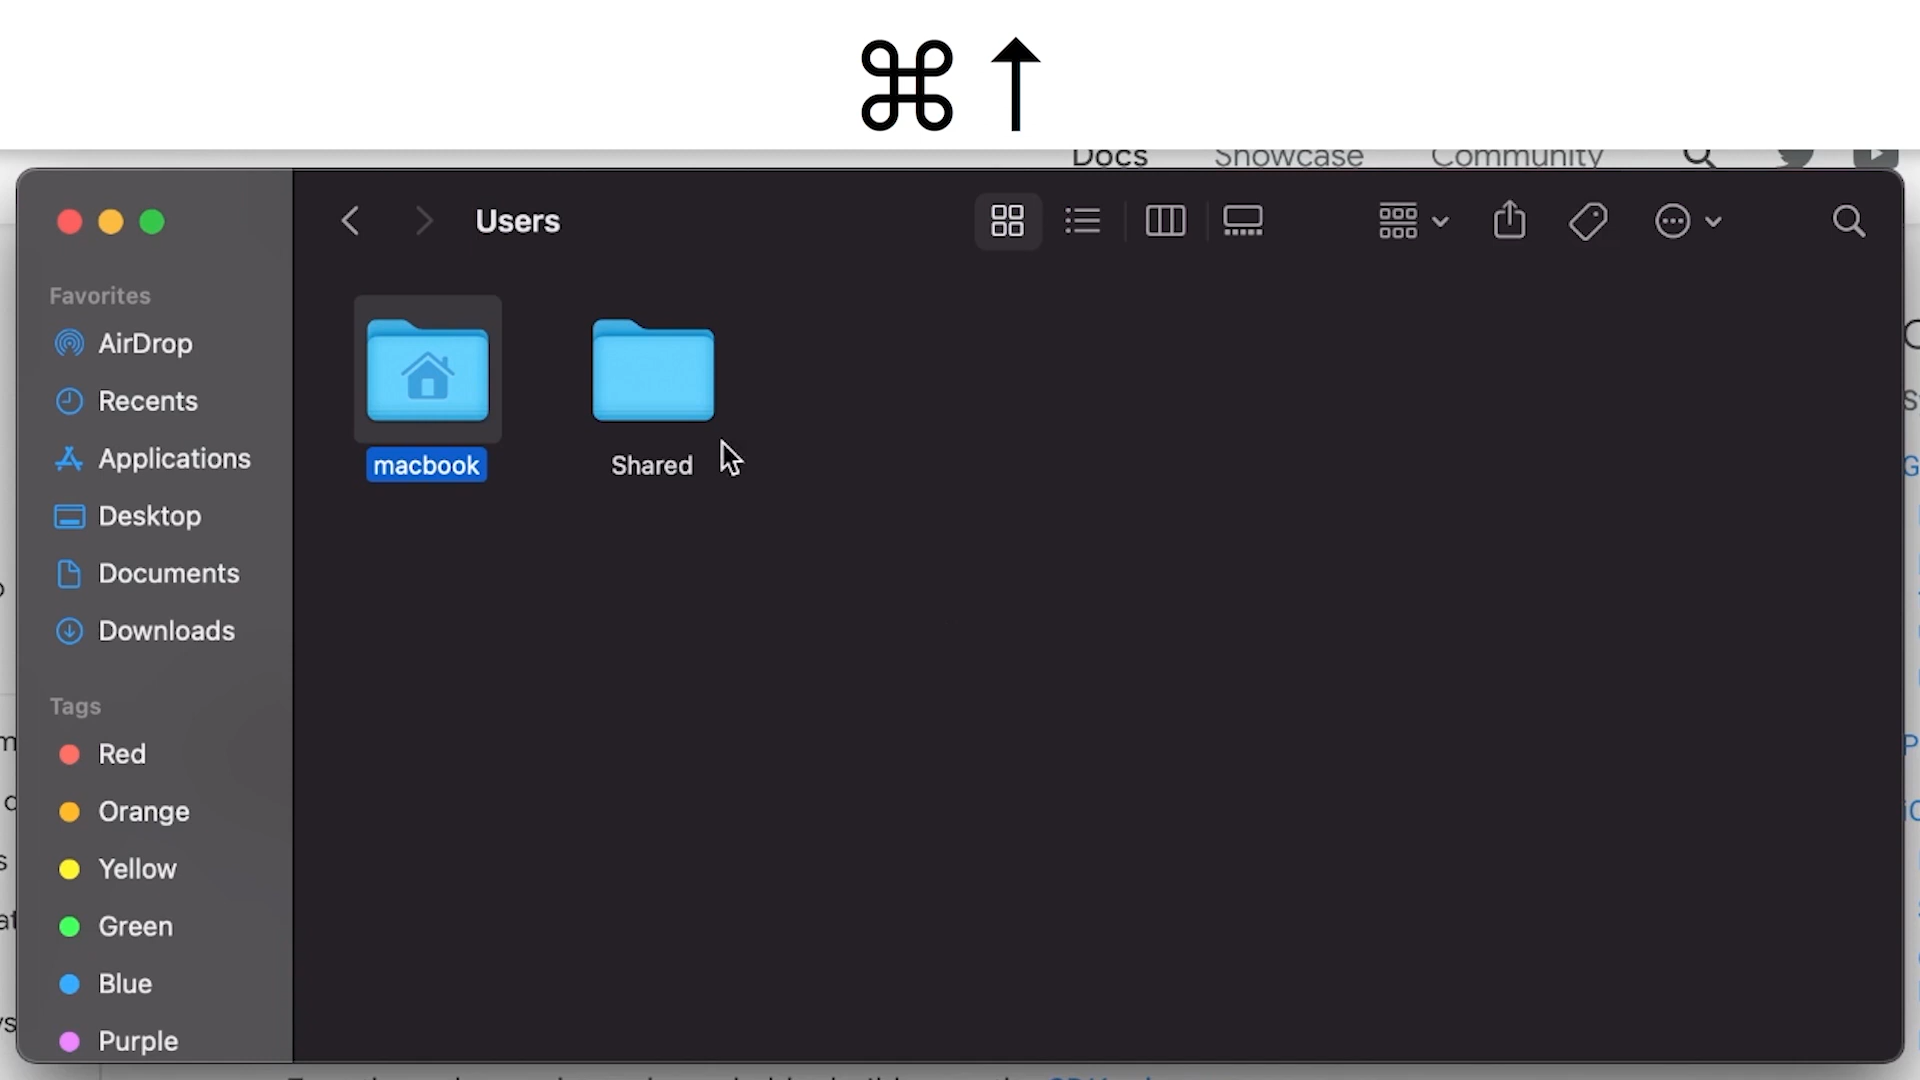 ⌘ ↑
Docs Showcase Community
Users
Favorites
AirDrop
Recents
Applications
Desktop
Documents
Downloads
Tags
Red
Orange
Yellow
Green
Blue
Purple
macbook
Shared